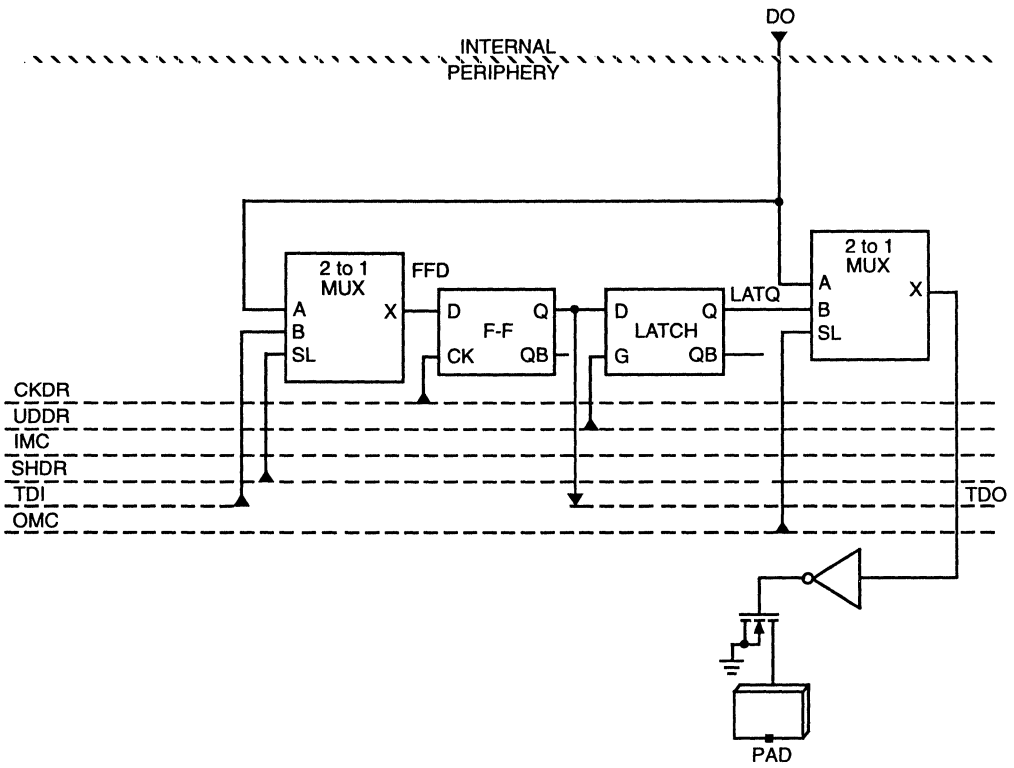 DO
INTERNAL
PERIPHERY
2 to 1
MUX
A
B
SL
X
FFD
D
Q
F-F
CK
QB
D
Q
LATCH
G
QB
LATQ
2 to 1
MUX
A
B
SL
X
CKDR
UDDR
IMC
SHDR
TDI
TDO
OMC
PAD